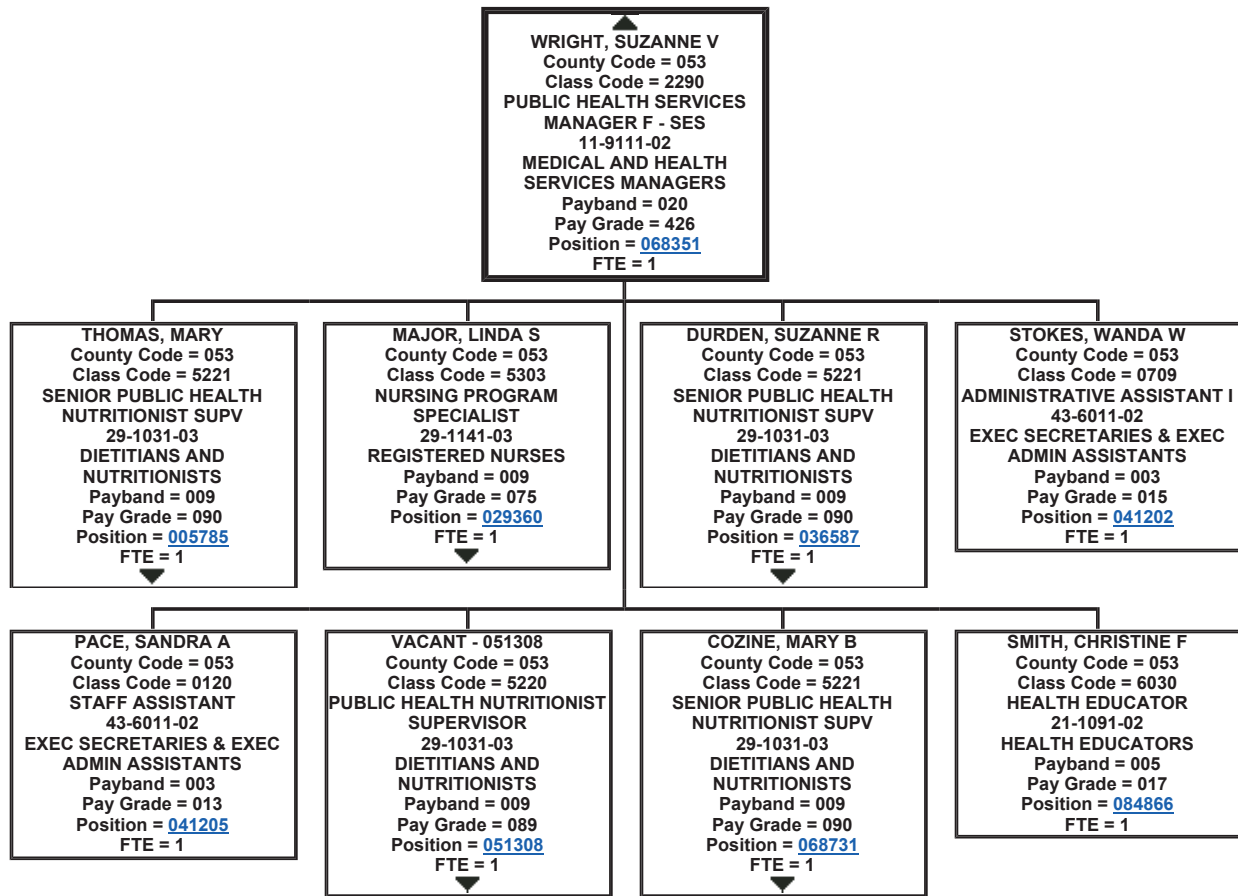 WRIGHT, SUZANNE V
County Code = 053
Class Code = 2290
PUBLIC HEALTH SERVICES
MANAGER F - SES
11-9111-02
MEDICAL AND HEALTH
SERVICES MANAGERS
Payband = 020
Pay Grade = 426
Position = 068351
FTE = 1
THOMAS, MARY
County Code = 053
Class Code = 5221
SENIOR PUBLIC HEALTH
NUTRITIONIST SUPV
29-1031-03
DIETITIANS AND
NUTRITIONISTS
Payband = 009
Pay Grade = 090
Position = 005785
FTE = 1
MAJOR, LINDA S
County Code = 053
Class Code = 5303
NURSING PROGRAM
SPECIALIST
29-1141-03
REGISTERED NURSES
Payband = 009
Pay Grade = 075
Position = 029360
FTE = 1
DURDEN, SUZANNE R
County Code = 053
Class Code = 5221
SENIOR PUBLIC HEALTH
NUTRITIONIST SUPV
29-1031-03
DIETITIANS AND
NUTRITIONISTS
Payband = 009
Pay Grade = 090
Position = 036587
FTE = 1
STOKES, WANDA W
County Code = 053
Class Code = 0709
ADMINISTRATIVE ASSISTANT I
43-6011-02
EXEC SECRETARIES & EXEC
ADMIN ASSISTANTS
Payband = 003
Pay Grade = 015
Position = 041202
FTE = 1
PACE, SANDRA A
County Code = 053
Class Code = 0120
STAFF ASSISTANT
43-6011-02
EXEC SECRETARIES & EXEC
ADMIN ASSISTANTS
Payband = 003
Pay Grade = 013
Position = 041205
FTE = 1
VACANT - 051308
County Code = 053
Class Code = 5220
PUBLIC HEALTH NUTRITIONIST
SUPERVISOR
29-1031-03
DIETITIANS AND
NUTRITIONISTS
Payband = 009
Pay Grade = 089
Position = 051308
FTE = 1
COZINE, MARY B
County Code = 053
Class Code = 5221
SENIOR PUBLIC HEALTH
NUTRITIONIST SUPV
29-1031-03
DIETITIANS AND
NUTRITIONISTS
Payband = 009
Pay Grade = 090
Position = 068731
FTE = 1
SMITH, CHRISTINE F
County Code = 053
Class Code = 6030
HEALTH EDUCATOR
21-1091-02
HEALTH EDUCATORS
Payband = 005
Pay Grade = 017
Position = 084866
FTE = 1